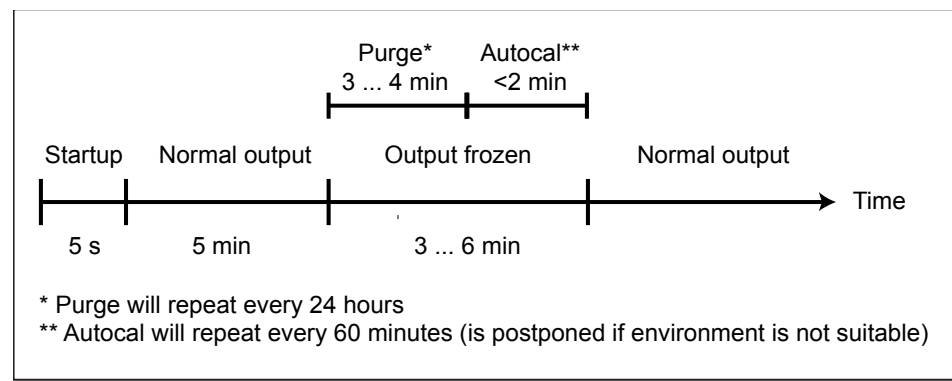 Purge* Autocal**
3 ... 4 min <2 min
Startup Normal output Output frozen Normal output
Time
5 s 5 min 3 ... 6 min
* Purge will repeat every 24 hours
** Autocal will repeat every 60 minutes (is postponed if environment is not suitable)